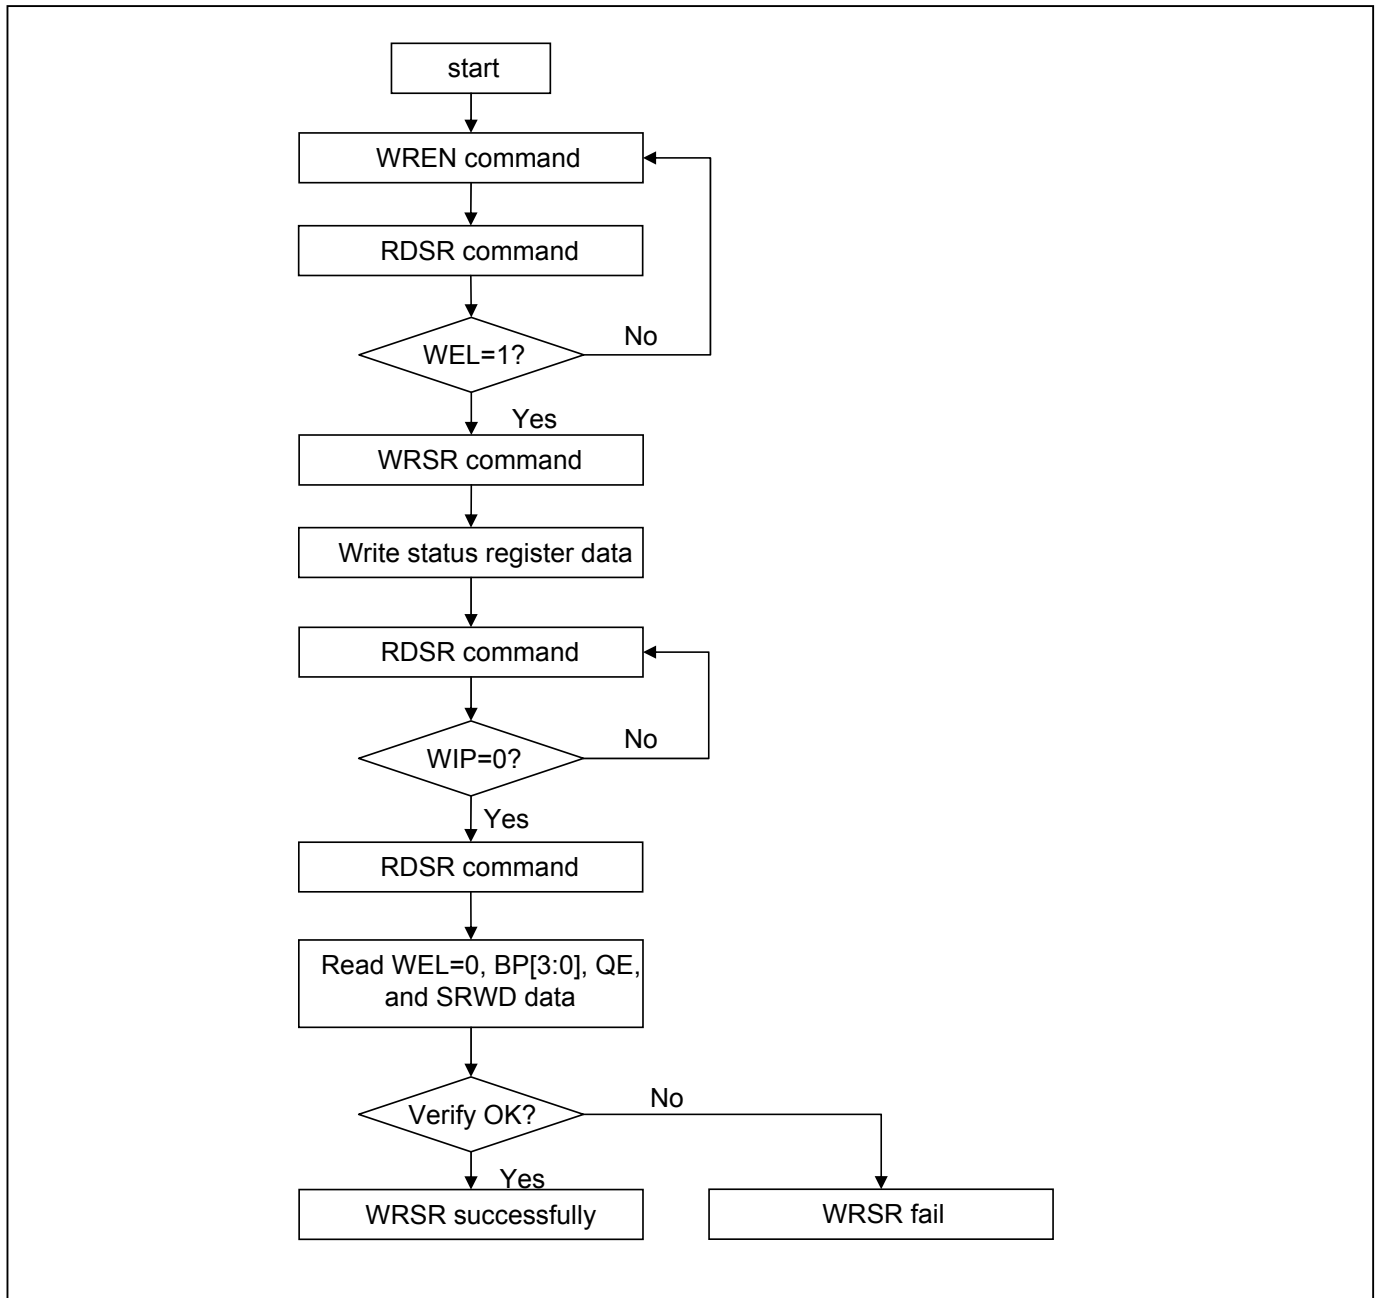 start
WREN command
RDSR command
No
WEL=1?
Yes
WRSR command
Write status register data
RDSR command
No
WIP=0?
Yes
RDSR command
Read WEL=0, BP[3:0], QE,
and SRWD data
No
Verify OK?
Yes
WRSR successfully
WRSR fail